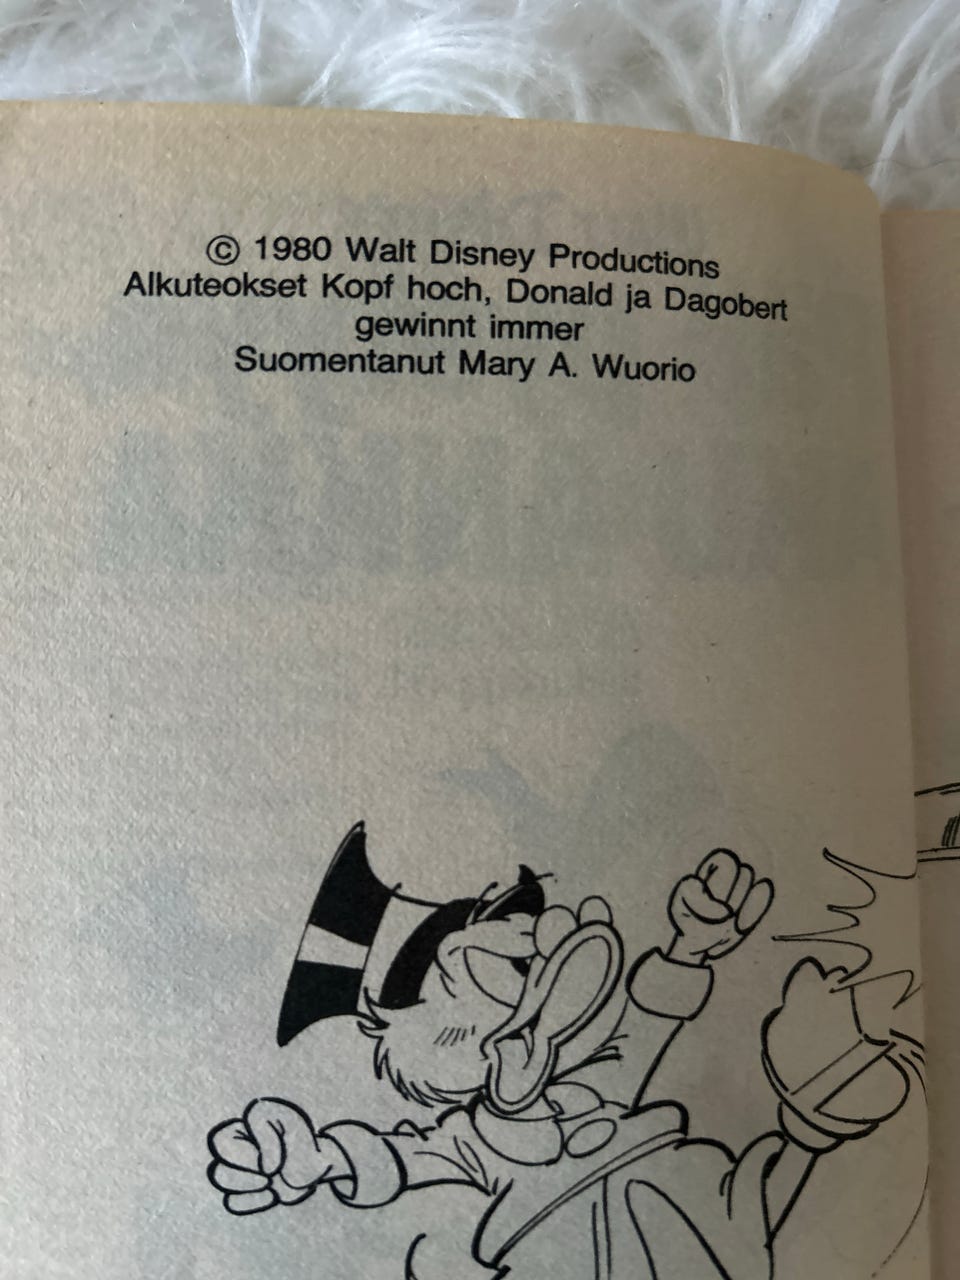 © 1980 Walt Disney Productions
Alkuteokset Kopf hoch, Donald ja Dagobert
gewinnt immer
Suomentanut Mary A. Wuorio